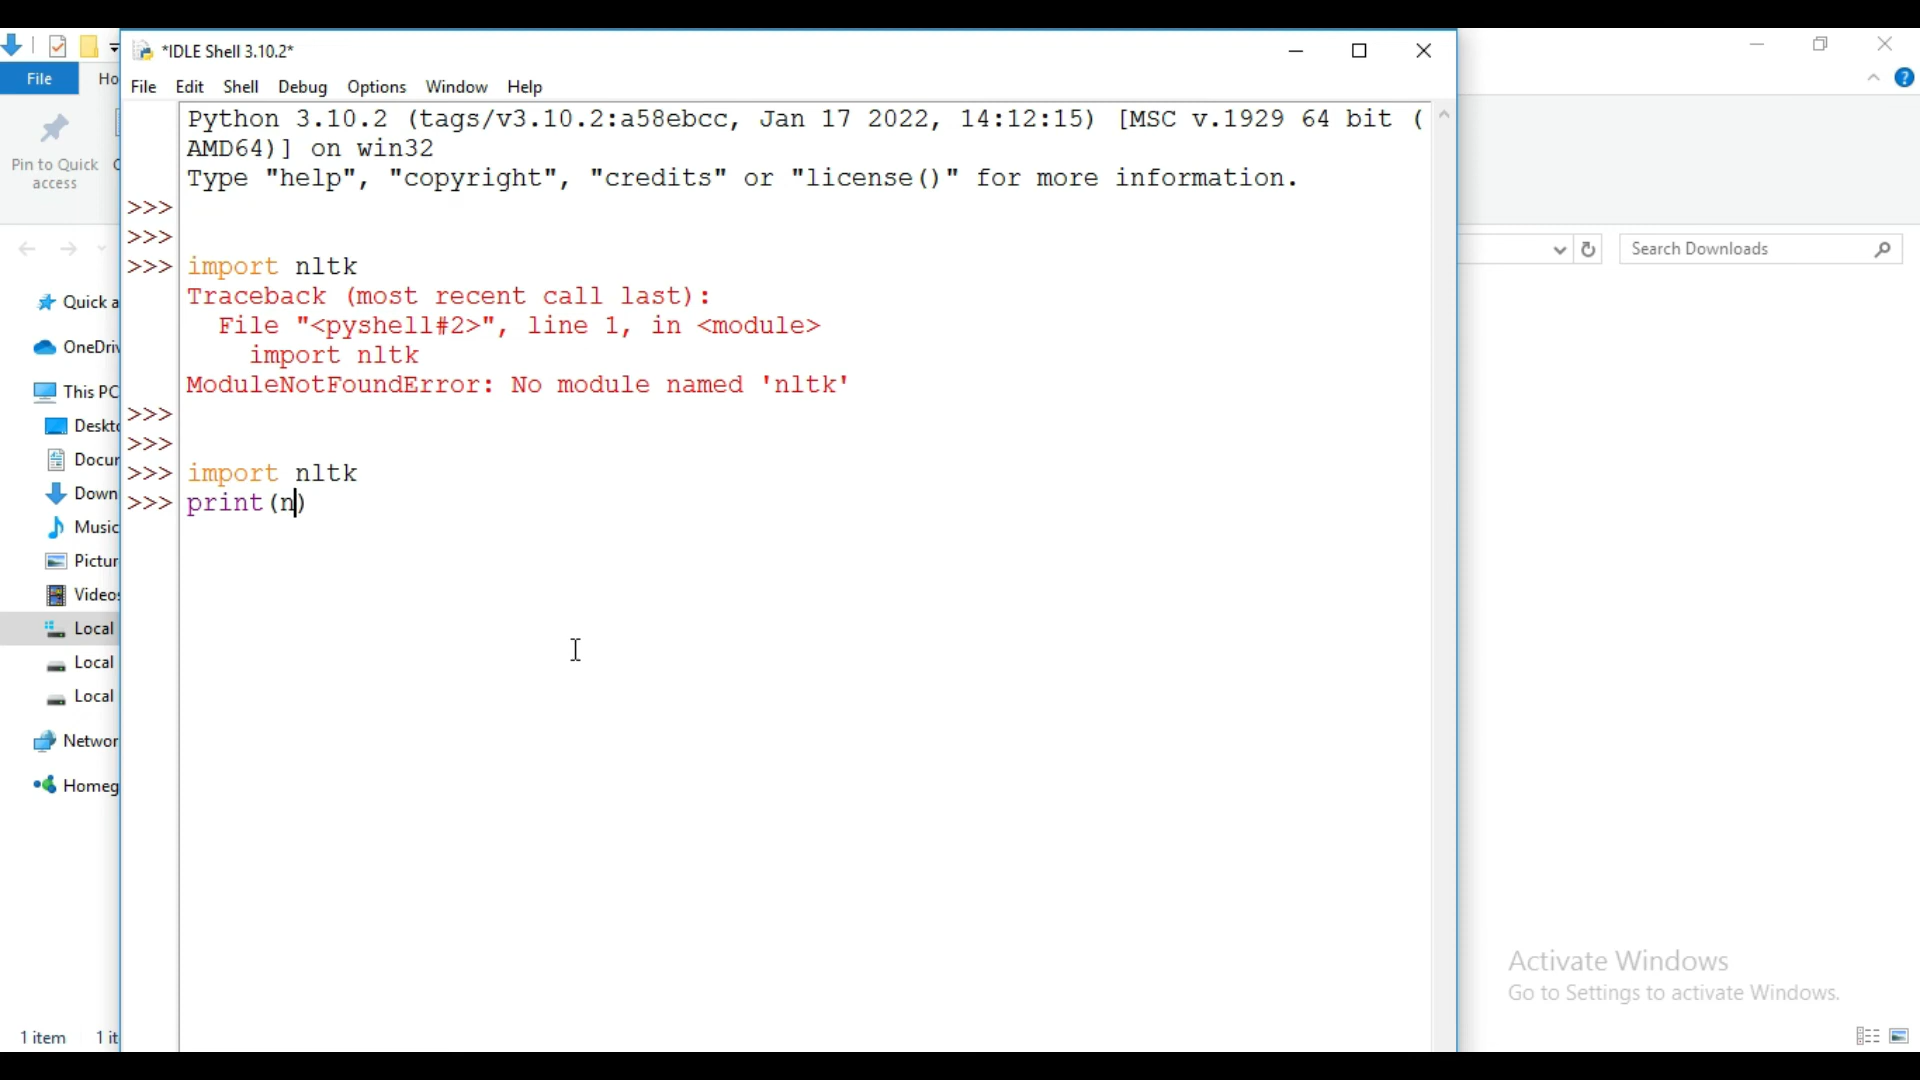 *IDLE Shell 3.10.2*
File Edit Shell Debug Options Window Help
File
Pin to Quick
access
Python 3.10.2 (tags/v3.10.2:a58ebcc, Jan 17 2022, 14:12:15) [MSC v.1929 64 bit (
AMD64)] on win32
Type "help", "copyright", "credits" or "license()" for more information.
>>>
>>>
>>> import nltk
Traceback (most recent call last):
File "<pyshell#2>", line 1, in <module>
import nltk
ModuleNotFoundError: No module named 'nltk'
>>>
>>>
>>> import nltk
>>> print(n)
Search Downloads
Quick a
OneDriv
This PC
Deskto
Docur
Down
Music
Pictur
Videos
Local
Local
Local
Networ
Homeg
Activate Windows
Go to Settings to activate Windows.
1 item 1 it